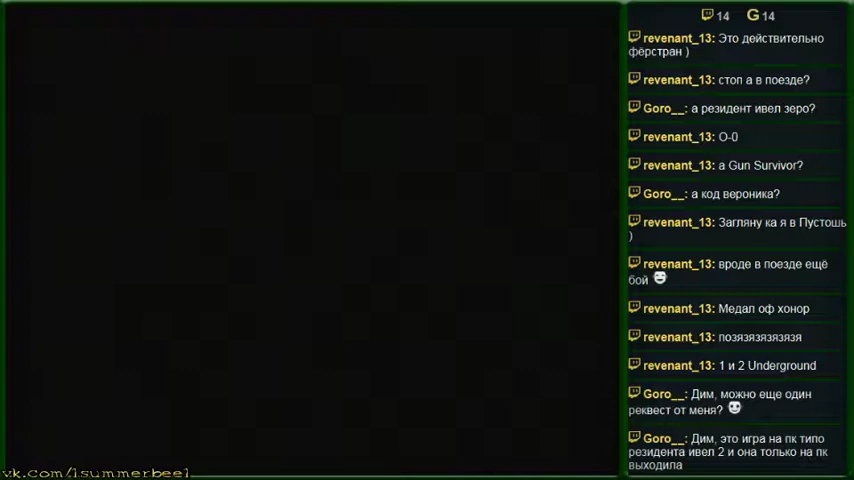 14 G 14
revenant_13: Это действительно
фёрстран )
revenant_13: стоп а в поезде?
Goro__: а резидент ивел зеро?
revenant_13: О-0
revenant_13: а Gun Survivor?
Goro__: а код вероника?
revenant_13: Загляну ка я в Пустошь
)
revenant_13: вроде в поезде ещё
бой
revenant_13: Медал оф хонор
revenant_13: позязязязязязя
revenant_13: 1 и 2 Underground
Goro__: Дим, можно еще один
реквест от меня?
Goro__: Дим, это игра на пк типо
резидента ивел 2 и она только на пк
выходила
vk.com/1summerbee1